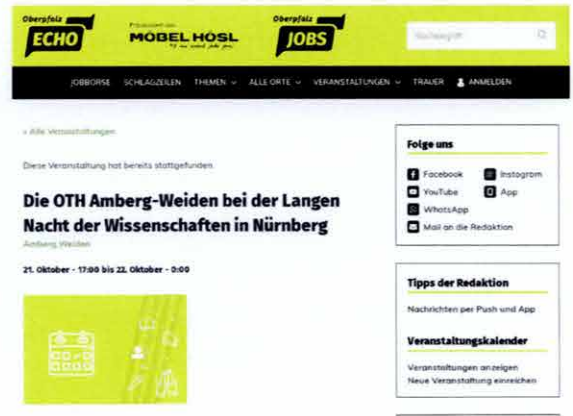 Oberpfalz
ECHO
Präsentiert von
MÖBEL HÖSL
Oberpfalz
JOBS
Suchbegriff
JOBBÖRSE SCHLAGZEILEN THEMEN ALLE ORTE VERANSTALTUNGEN TRAUER ANMELDEN
« Alle Veranstaltungen
Diese Veranstaltung hat bereits stattgefunden.
Die OTH Amberg-Weiden bei der Langen
Nacht der Wissenschaften in Nürnberg
Amberg, Weiden
21. Oktober - 17:00 bis 22. Oktober - 0:00
Folge uns
Facebook
Instagram
YouTube
App
WhatsApp
Mail an die Redaktion
Tipps der Redaktion
Nachrichten per Push und App
Veranstaltungskalender
Veranstaltungen anzeigen
Neue Veranstaltung einreichen